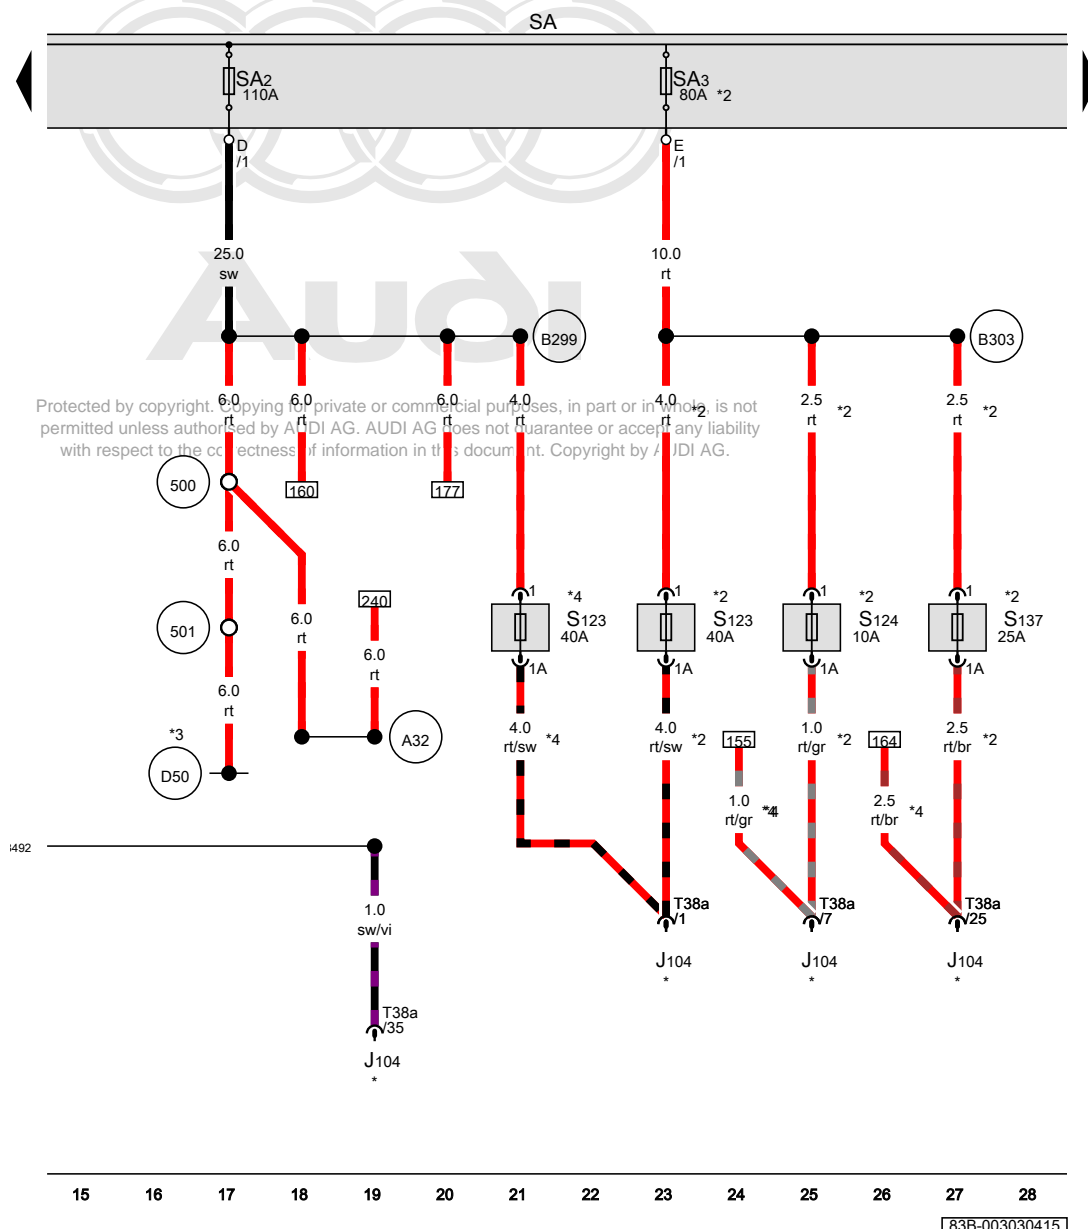 SA
SA2
110A
SA3
80A *2
D
/1
E
/1
25.0
sw
10.0
rt
AUDI
B299
B303
6.0
rt
6.0
rt
6.0
rt
4.0
rt
4.0
rt *2
2.5
rt *2
2.5
rt *2
Protected by copyright. Copying for private or commercial purposes, in part or in whole, is not
permitted unless authorised by AUDI AG. AUDI AG does not guarantee or accept any liability
with respect to the correctness of information in this document. Copyright by AUDI AG.
500
160
177
6.0
rt
1
*4
S123
40A
1A
1
*2
S123
40A
1A
1
*2
S124
10A
1A
1
*2
S137
25A
1A
501
6.0
rt
240
6.0
rt
6.0
rt
*3
D50
A32
4.0
rt/sw *4
4.0
rt/sw *2
155
1.0
rt/gr *2
164
2.5
rt/br *2
1.0
rt/gr *4
2.5
rt/br *4
T38a
/1
T38a
/7
T38a
/25
J104
*
J104
*
J104
*
1.0
sw/vi
T38a
/35
J104
*
15 16 17 18 19 20 21 22 23 24 25 26 27 28
83B-003030415